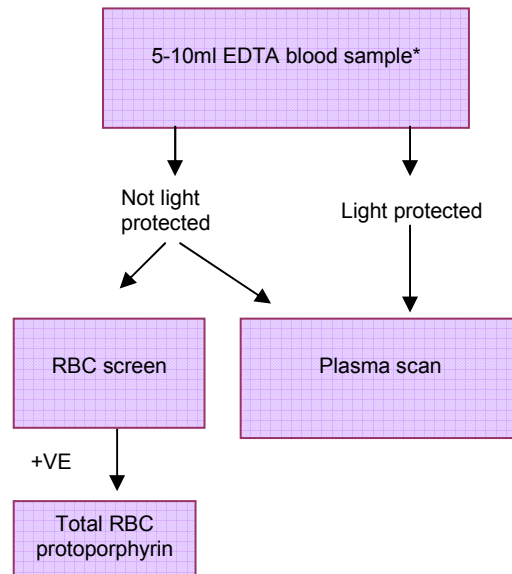 5-10ml EDTA blood sample*
Not light
protected
Light protected
RBC screen
Plasma scan
+VE
Total RBC
protoporphyrin